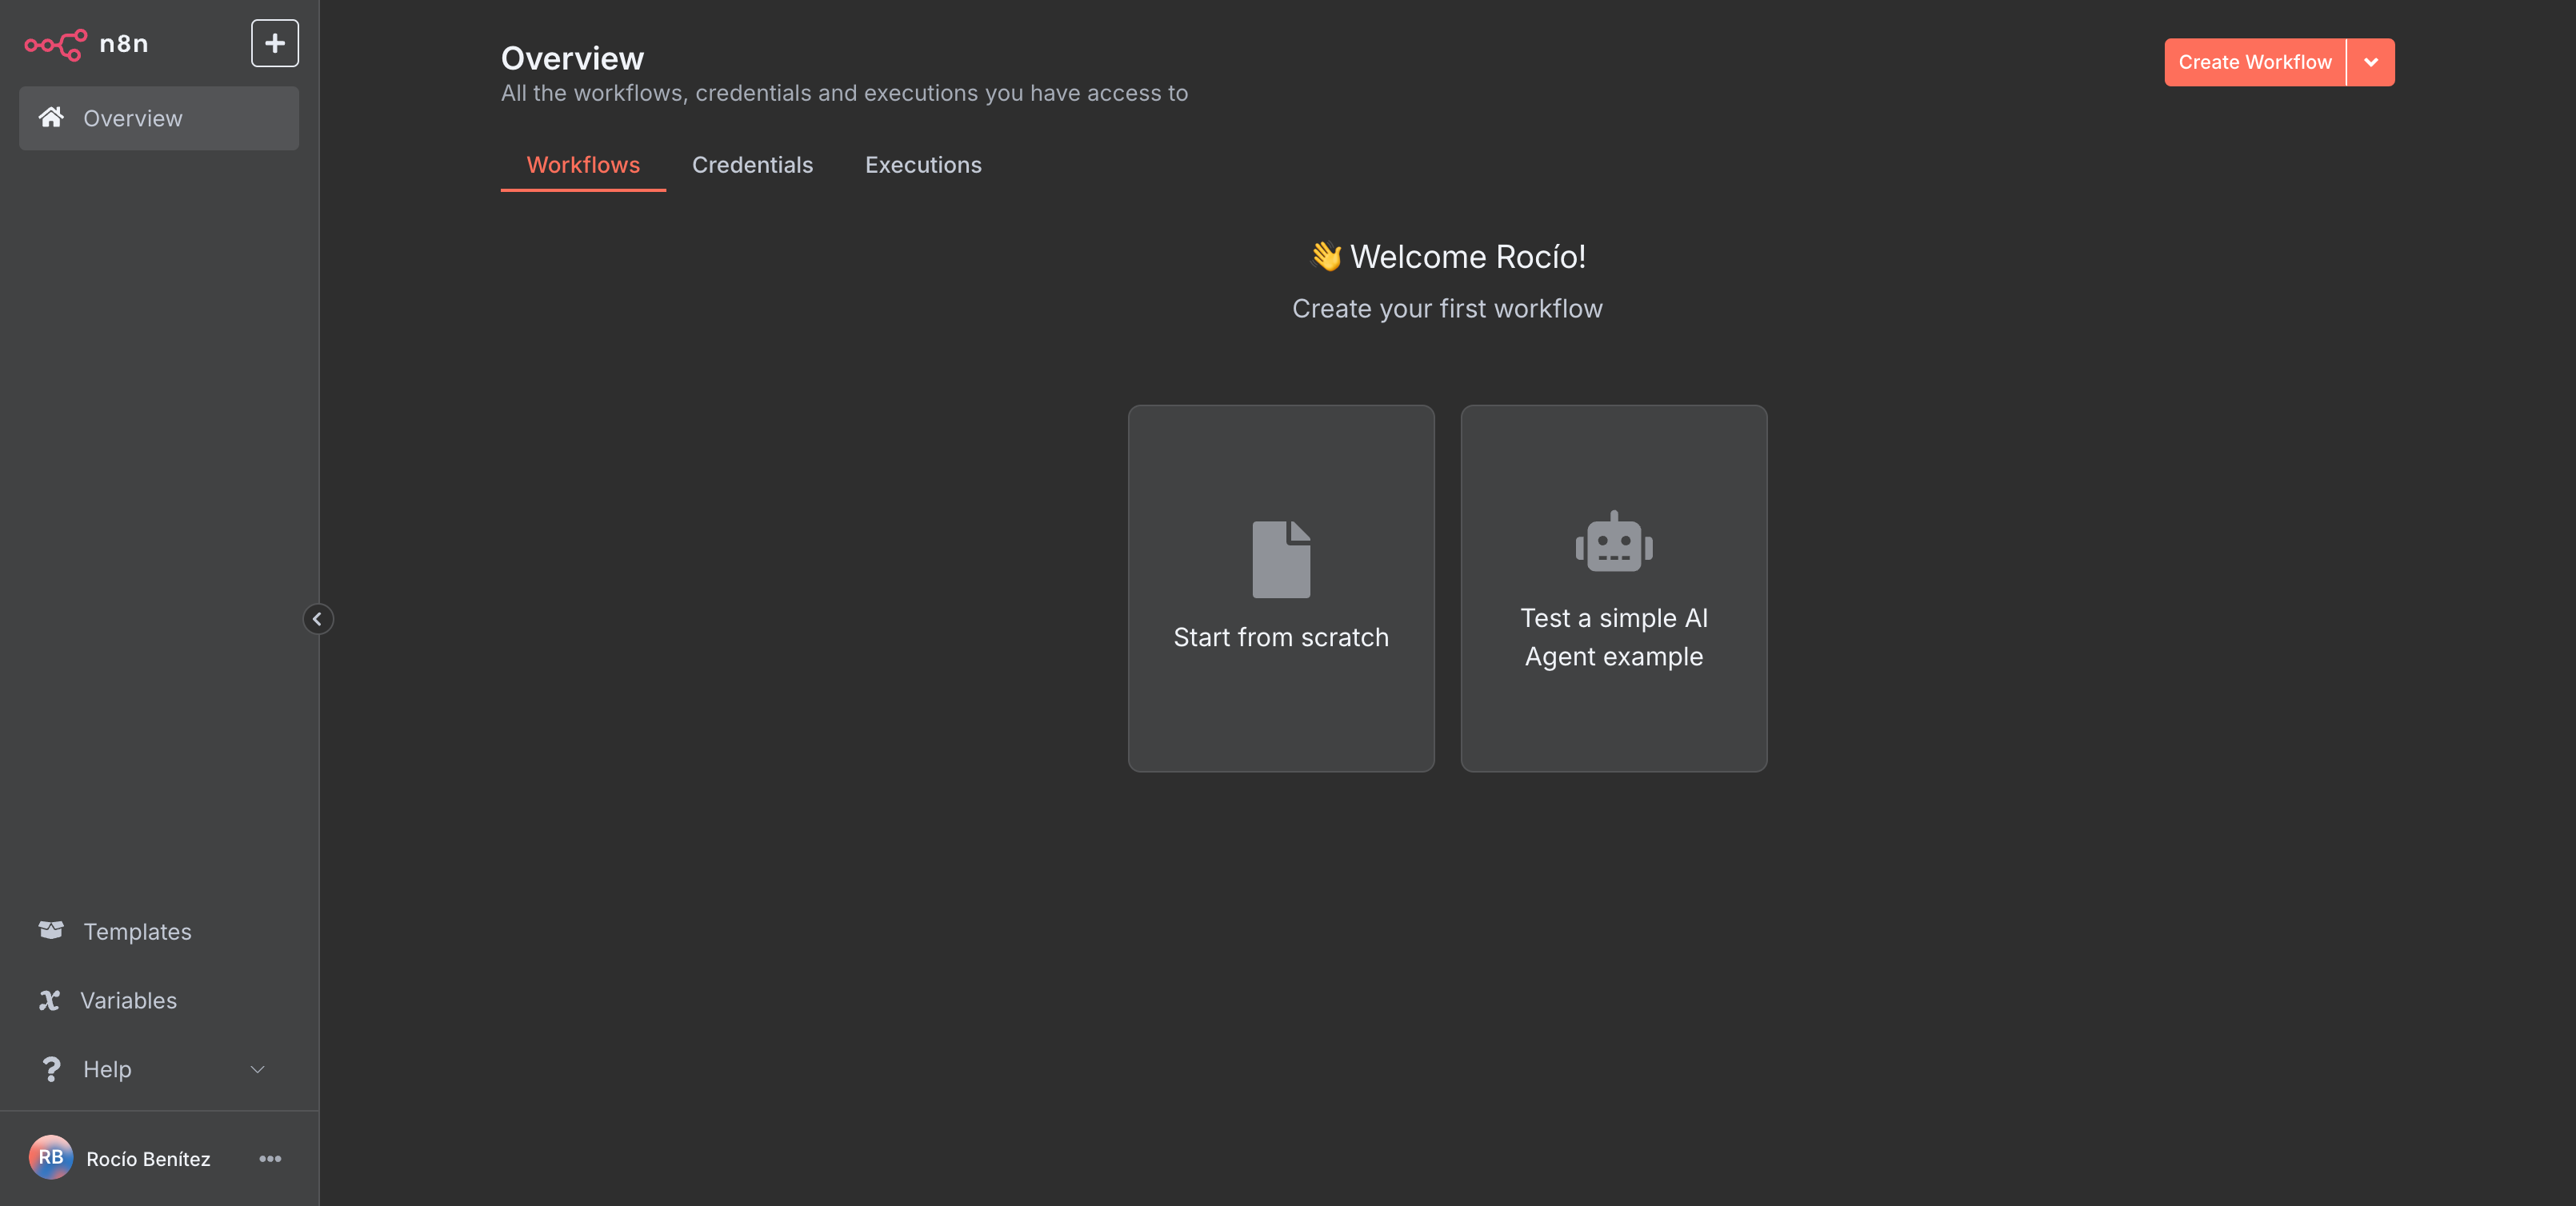 n8n
Overview
Templates
Variables
Help
RB
Rocío Benítez
Overview
All the workflows, credentials and executions you have access to
Create Workflow
Workflows
Credentials
Executions
👋 Welcome Rocío!
Create your first workflow
Start from scratch
Test a simple AI
Agent example